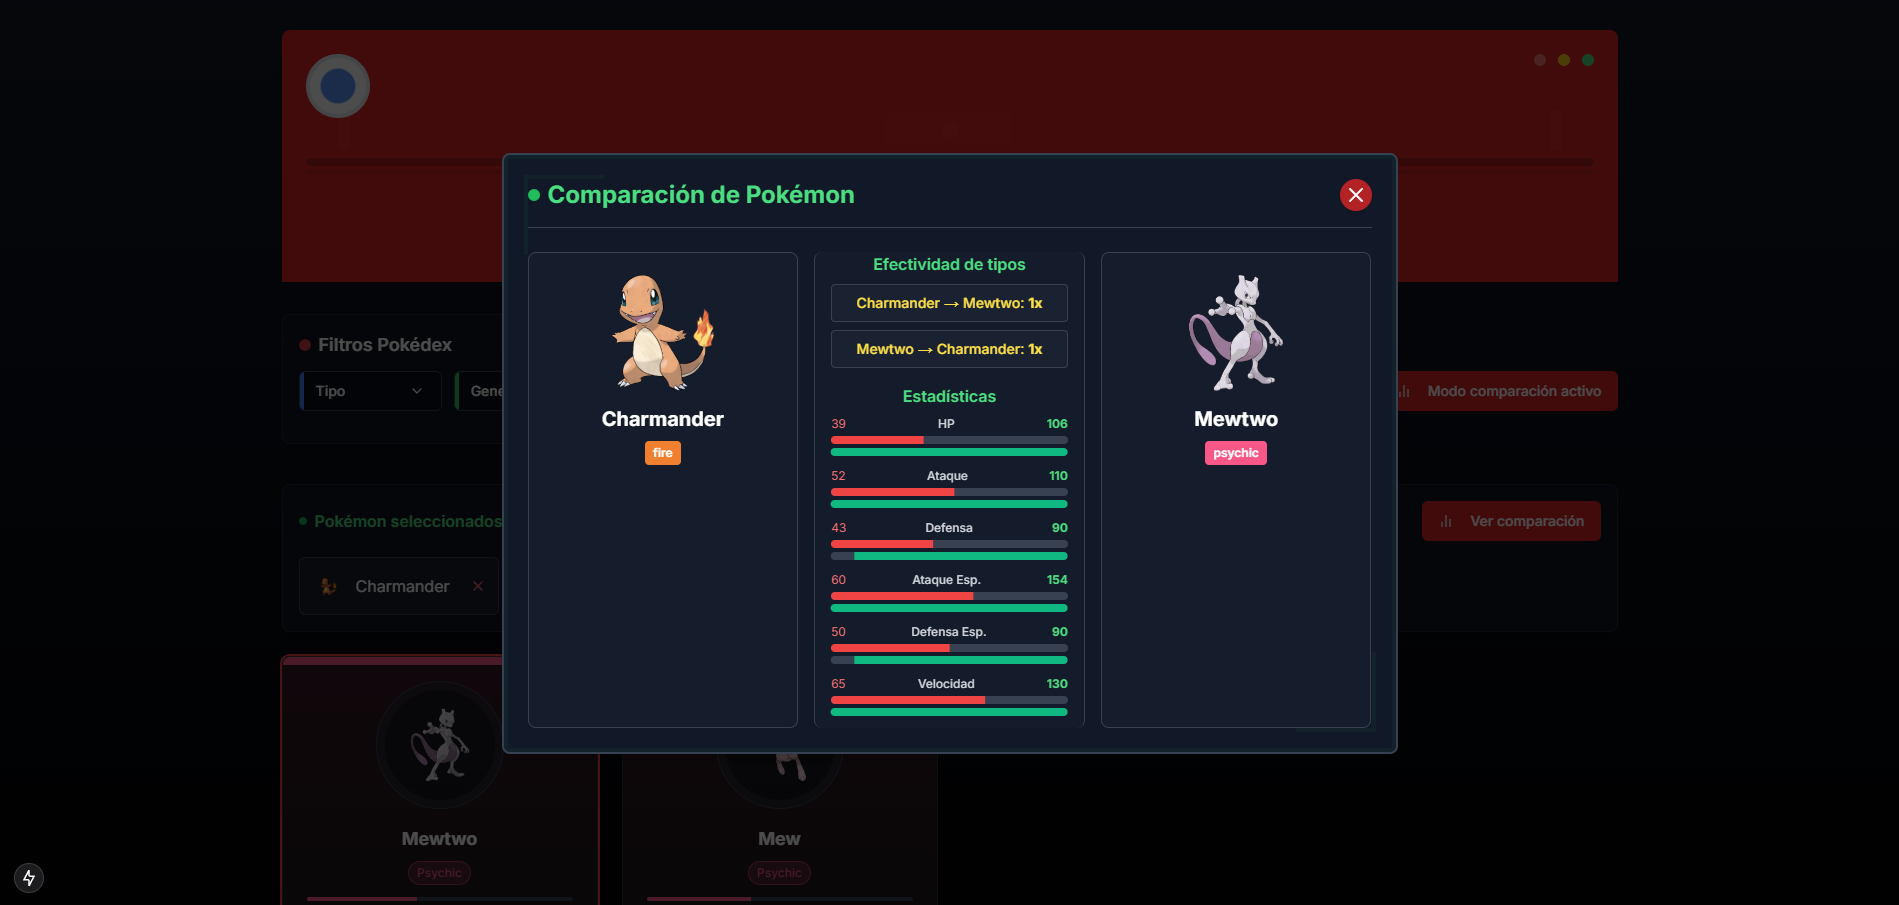 Comparación de Pokémon
Efectividad de tipos
Charmander → Mewtwo: 1x
Mewtwo → Charmander: 1x
Estadísticas
39 HP 106
52 Ataque 110
43 Defensa 90
60 Ataque Esp. 154
50 Defensa Esp. 90
65 Velocidad 130
Charmander
fire
Mewtwo
psychic
Filtros Pokédex
Tipo
Gene
Modo comparación activo
Pokémon seleccionados
Ver comparación
Charmander
Mewtwo
Psychic
Mew
Psychic